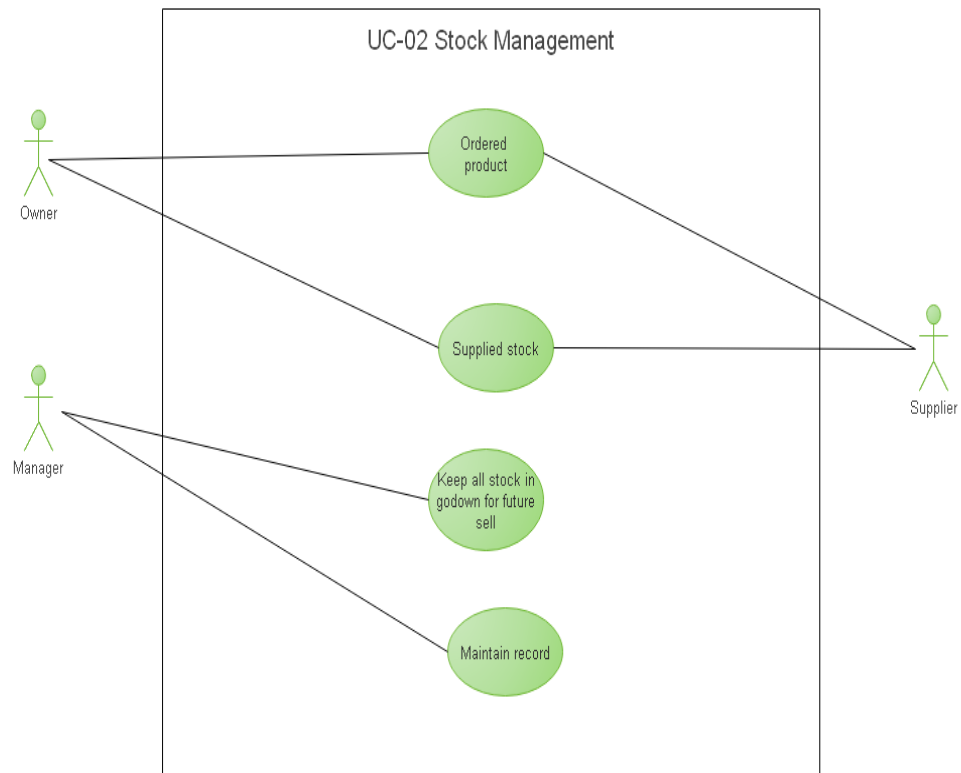 UC-02 Stock Management
Ordered
product
Owner
Supplied stock
Supplier
Manager
Keep all stock in
godown for future
sell
Maintain record